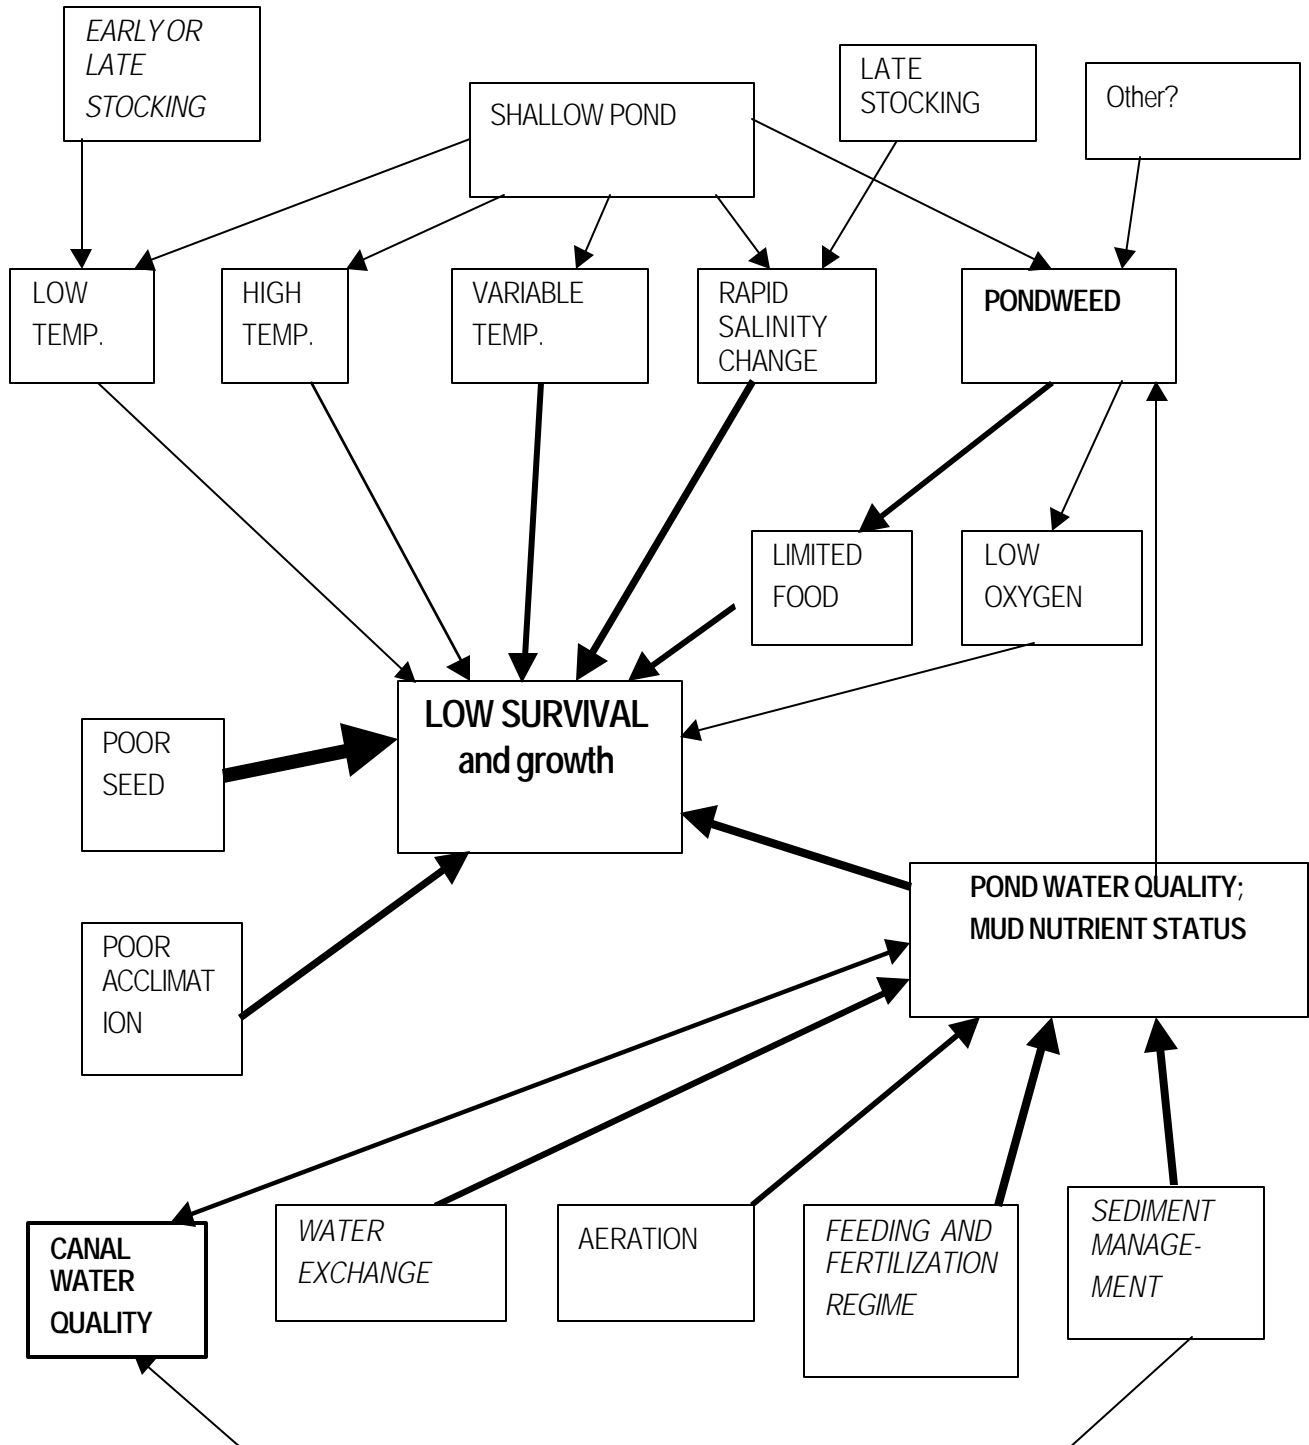 EARLY OR
LATE
STOCKING
SHALLOW POND
LATE
STOCKING
Other?
LOW
TEMP.
HIGH
TEMP.
VARIABLE
TEMP.
RAPID
SALINITY
CHANGE
PONDWEED
LIMITED
FOOD
LOW
OXYGEN
LOW SURVIVAL
and growth
POOR
SEED
POND WATER QUALITY;
MUD NUTRIENT STATUS
POOR
ACCLIMAT
ION
CANAL
WATER
QUALITY
WATER
EXCHANGE
AERATION
FEEDING AND
FERTILIZATION
REGIME
SEDIMENT
MANAGE-
MENT